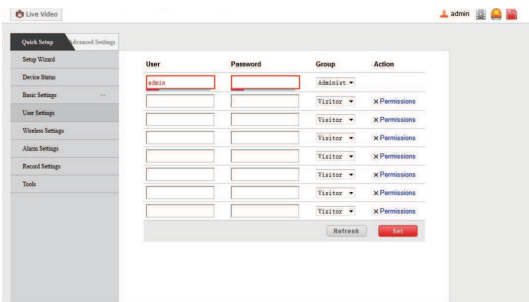 Live Video
admin
Quick Setup
Advanced Settings
Setup Wizard
Device Status
Basic Settings
User Settings
Wireless Settings
Alarm Settings
Record Settings
Tools
User Password Group Action
admin Administ
Visitor Permissions
Visitor Permissions
Visitor Permissions
Visitor Permissions
Visitor Permissions
Visitor Permissions
Visitor Permissions
Refresh Set